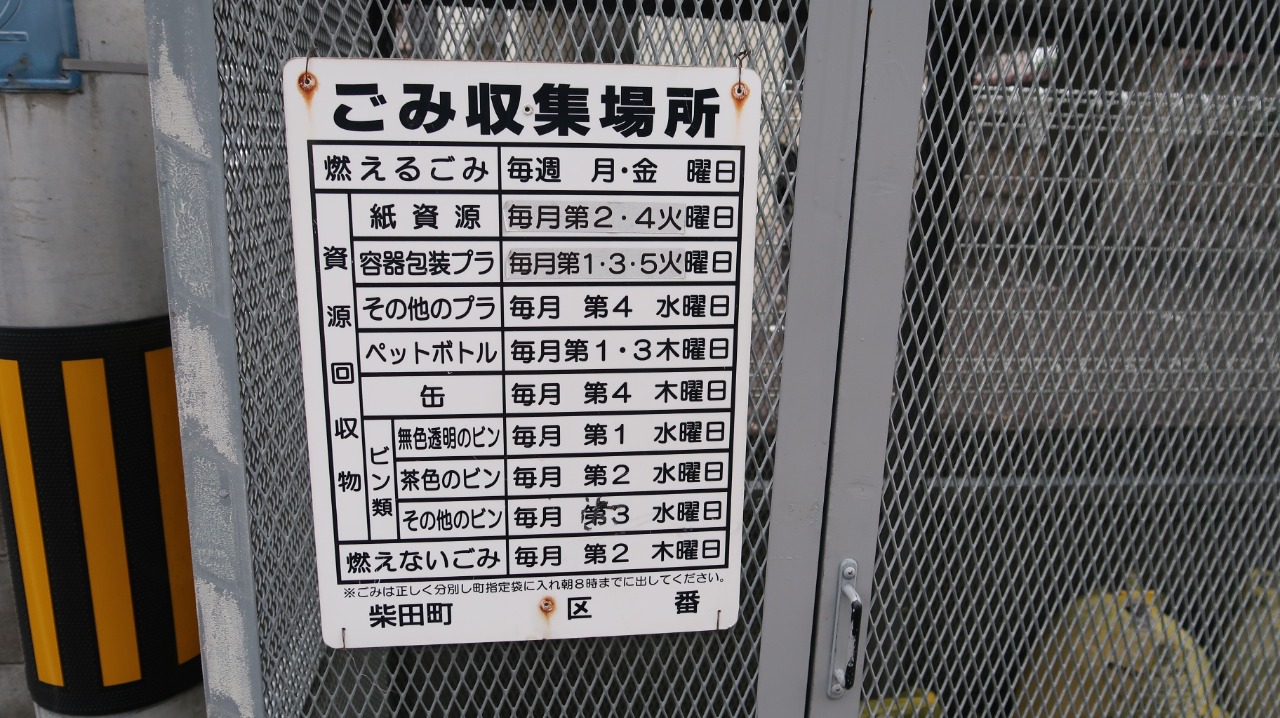 ごみ収集場所
燃えるごみ 毎週 月・金 曜日
資源回収物
紙資源 毎月第2・4火曜日
容器包装プラ 毎月第1・3・5火曜日
その他のプラ 毎月 第4 水曜日
ペットボトル 毎月第1・3木曜日
缶 毎月 第4 木曜日
ビン類
無色透明のビン 毎月 第1 水曜日
茶色のビン 毎月 第2 水曜日
その他のビン 毎月 第3 水曜日
燃えないごみ 毎月 第2 木曜日
※ごみは正しく分別し町指定袋に入れ朝8時までに出してください。
柴田町 区 番